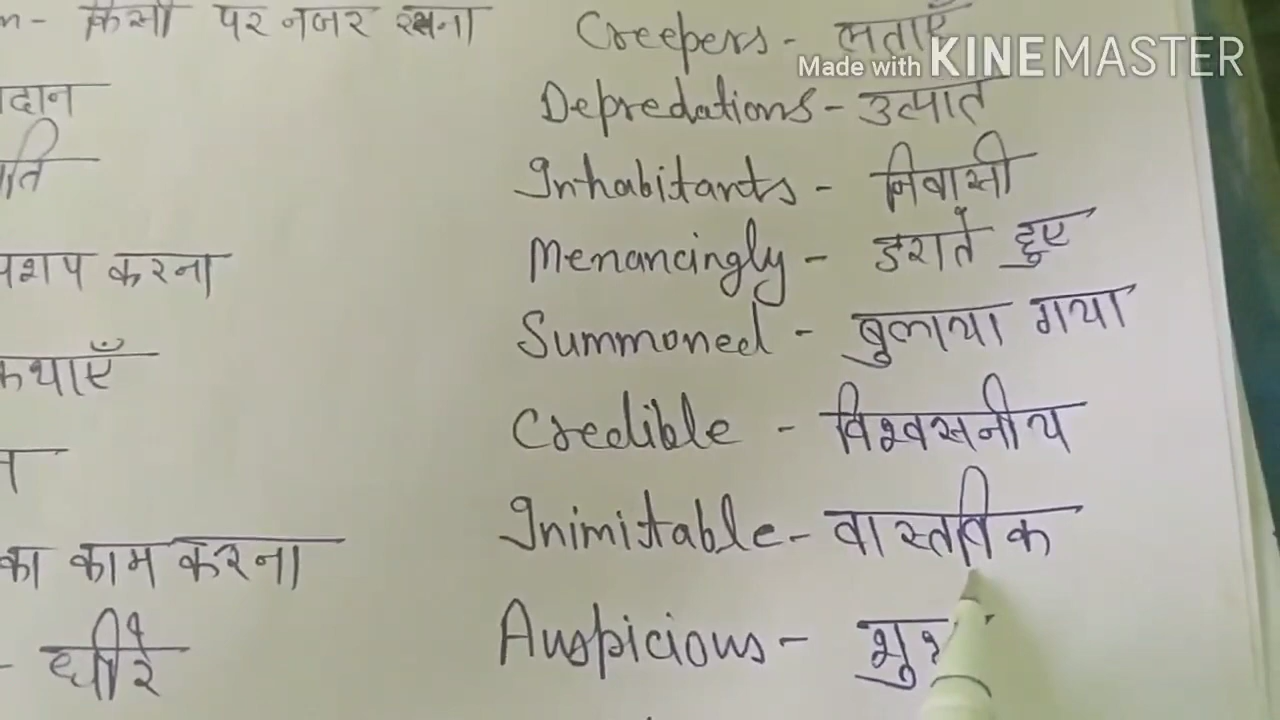 - किसी पर नजर रखना
दान
ति
पशप करना
कथाएँ
का काम करना
- धीरे
Creepers - लताएँ
Made with KINEMASTER
Depredations - उत्पात
Inhabitants - निवासी
Menancingly - डराते हुए
Summoned - बुलाया गया
Credible - विश्वसनीय
Inimitable - वास्तविक
Auspicious -